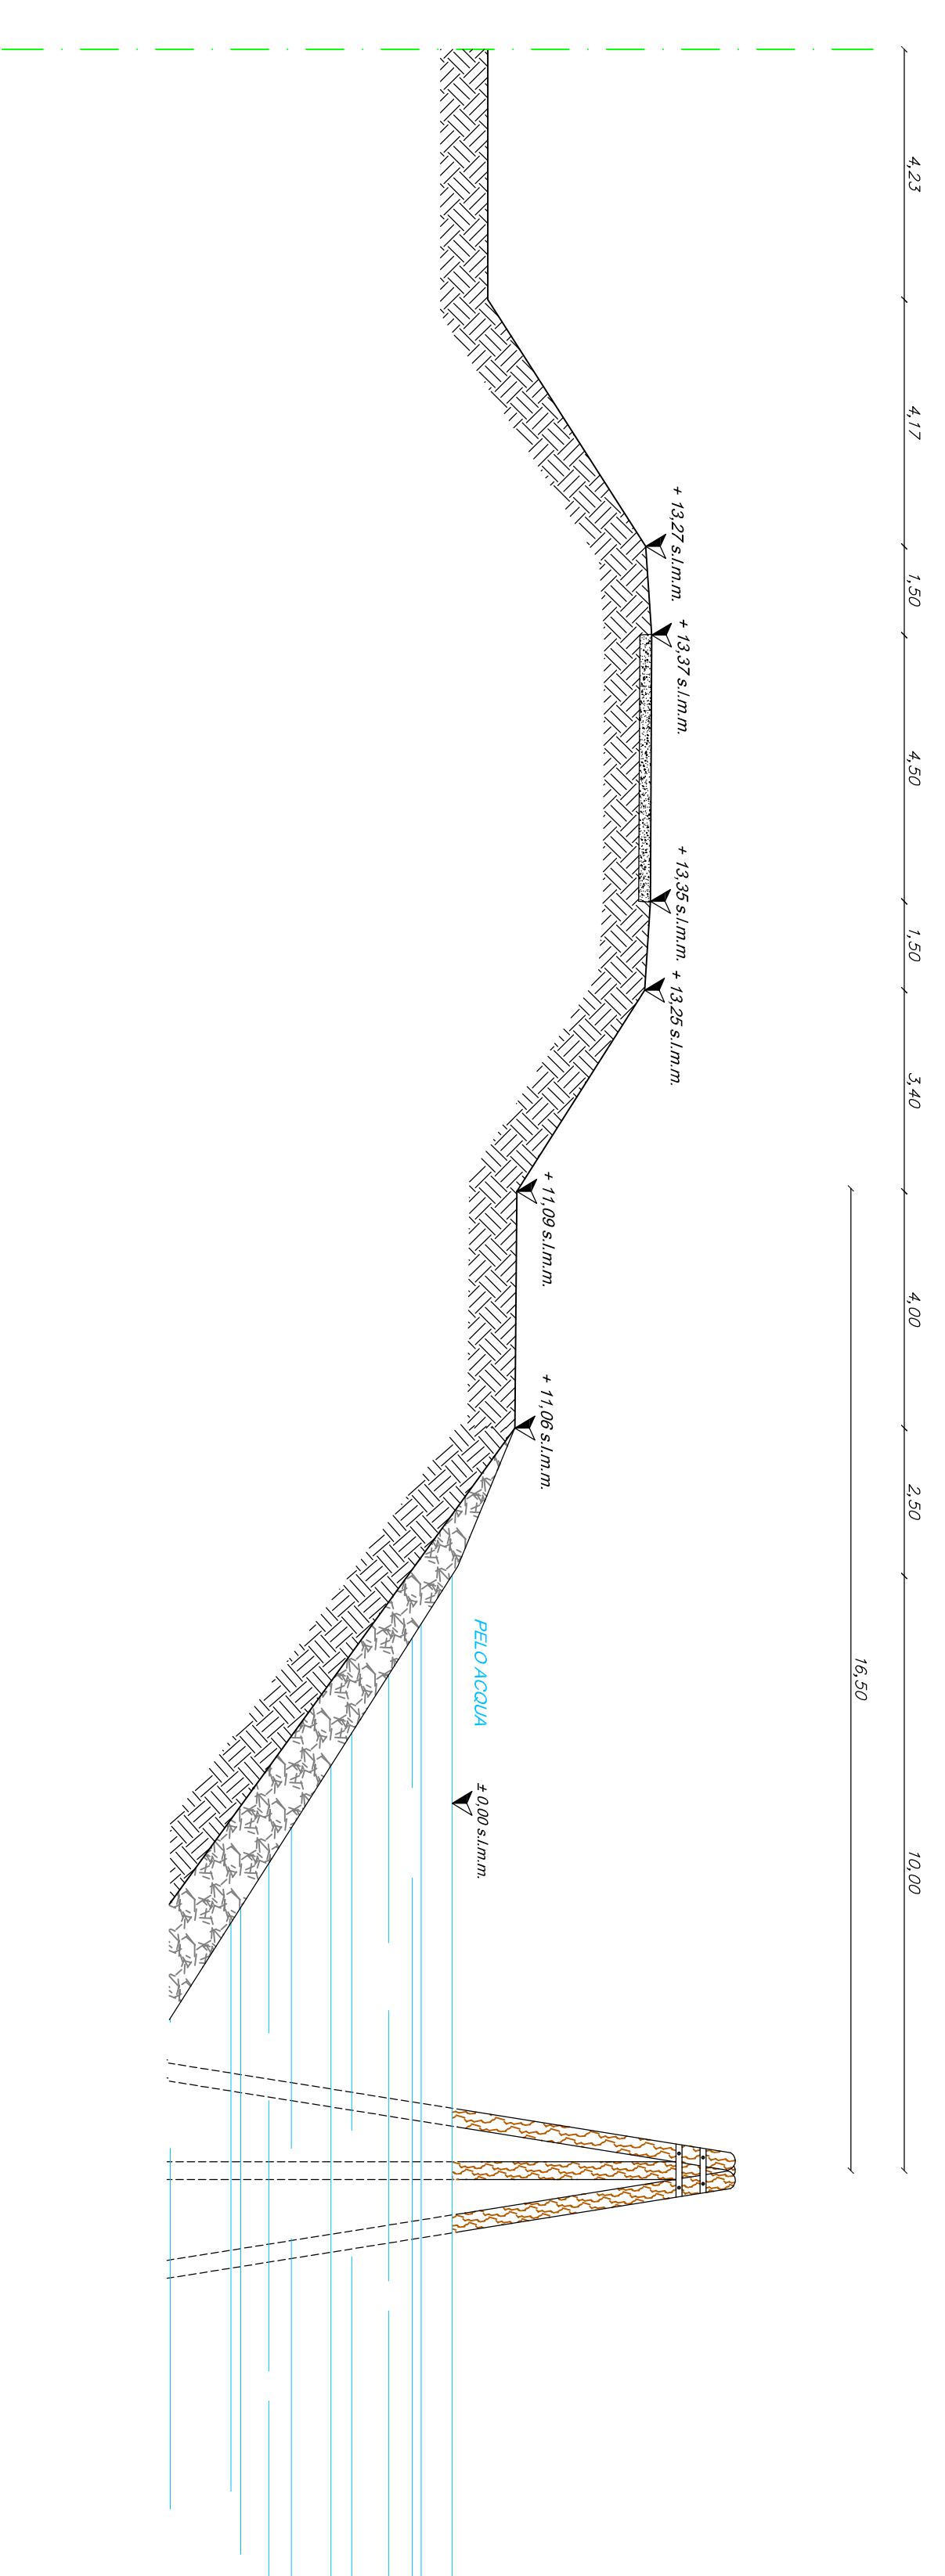 4,23
4,17
1,50
4,50
1,50
3,40
4,00
2,50
10,00
16,50
+ 13,27 s.l.m.m.
+ 13,37 s.l.m.m.
+ 13,35 s.l.m.m.
+ 13,25 s.l.m.m.
+ 11,09 s.l.m.m.
+ 11,06 s.l.m.m.
PELO ACQUA
± 0,00 s.l.m.m.